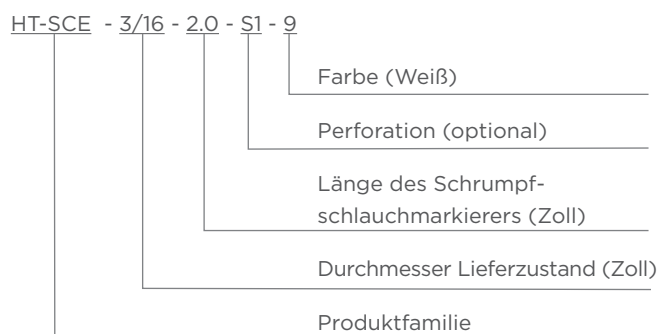 HT-SCE - 3/16 - 2.0 - S1 - 9
Farbe (Weiß)
Perforation (optional)
Länge des Schrumpf-
schlauchmarkierers (Zoll)
Durchmesser Lieferzustand (Zoll)
Produktfamilie